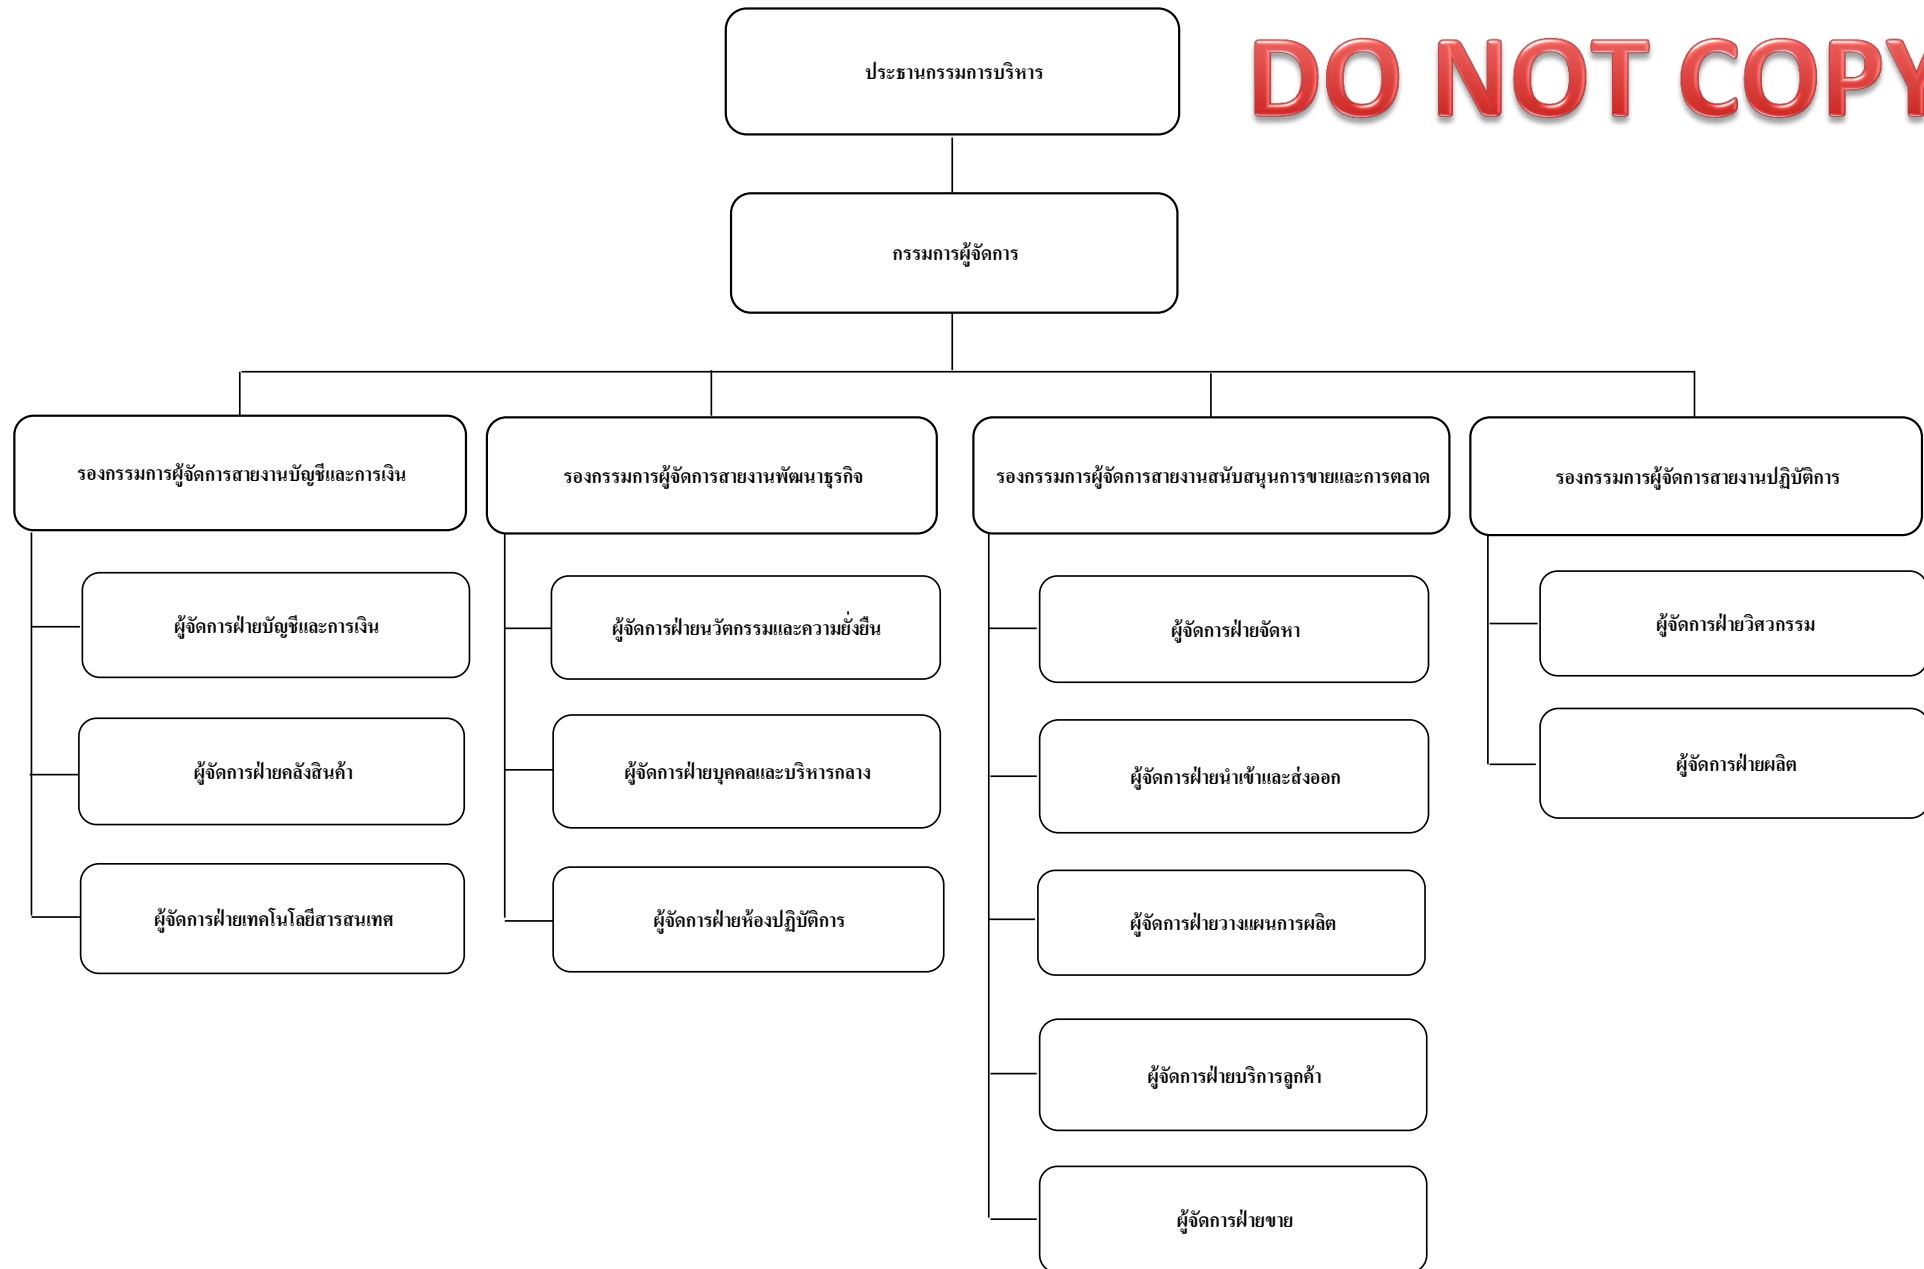 ประธานกรรมการบริหาร
DO NOT COPY
กรรมการผู้จัดการ
รองกรรมการผู้จัดการสายงานบัญชีและการเงิน
รองกรรมการผู้จัดการสายงานพัฒนาธุรกิจ
รองกรรมการผู้จัดการสายงานสนับสนุนการขายและการตลาด
รองกรรมการผู้จัดการสายงานปฏิบัติการ
ผู้จัดการฝ่ายบัญชีและการเงิน
ผู้จัดการฝ่ายนวัตกรรมและความยั่งยืน
ผู้จัดการฝ่ายจัดหา
ผู้จัดการฝ่ายวิศวกรรม
ผู้จัดการฝ่ายคลังสินค้า
ผู้จัดการฝ่ายบุคคลและบริหารกลาง
ผู้จัดการฝ่ายนำเข้าและส่งออก
ผู้จัดการฝ่ายผลิต
ผู้จัดการฝ่ายเทคโนโลยีสารสนเทศ
ผู้จัดการฝ่ายห้องปฏิบัติการ
ผู้จัดการฝ่ายวางแผนการผลิต
ผู้จัดการฝ่ายบริการลูกค้า
ผู้จัดการฝ่ายขาย